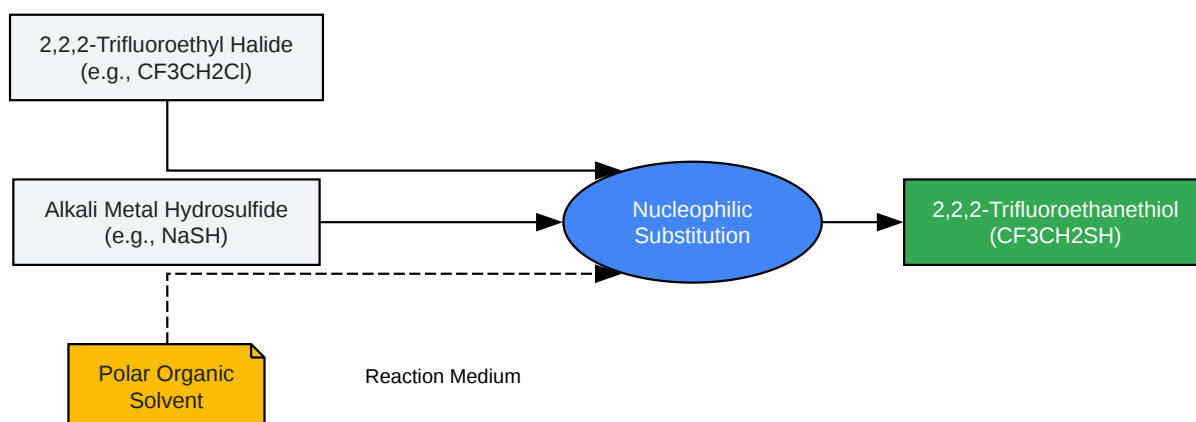 2,2,2-Trifluoroethyl Halide
(e.g., CF3CH2Cl)
Alkali Metal Hydrosulfide
(e.g., NaSH)
Nucleophilic
Substitution
2,2,2-Trifluoroethanethiol
(CF3CH2SH)
Polar Organic
Solvent
Reaction Medium